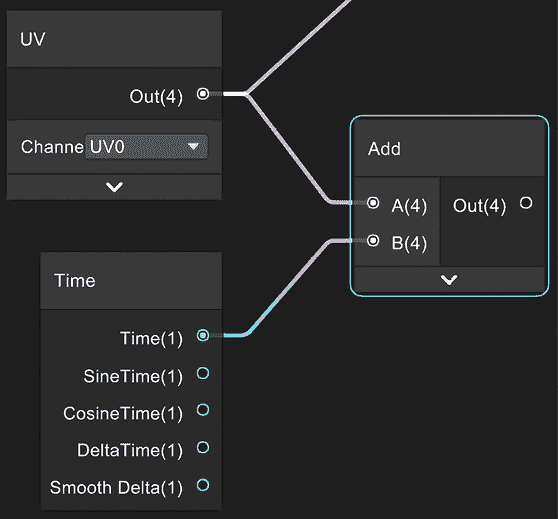 UV
Out(4)
Channe UV0
Add
A(4) Out(4)
B(4)
Time
Time(1)
SineTime(1)
CosineTime(1)
DeltaTime(1)
Smooth Delta(1)